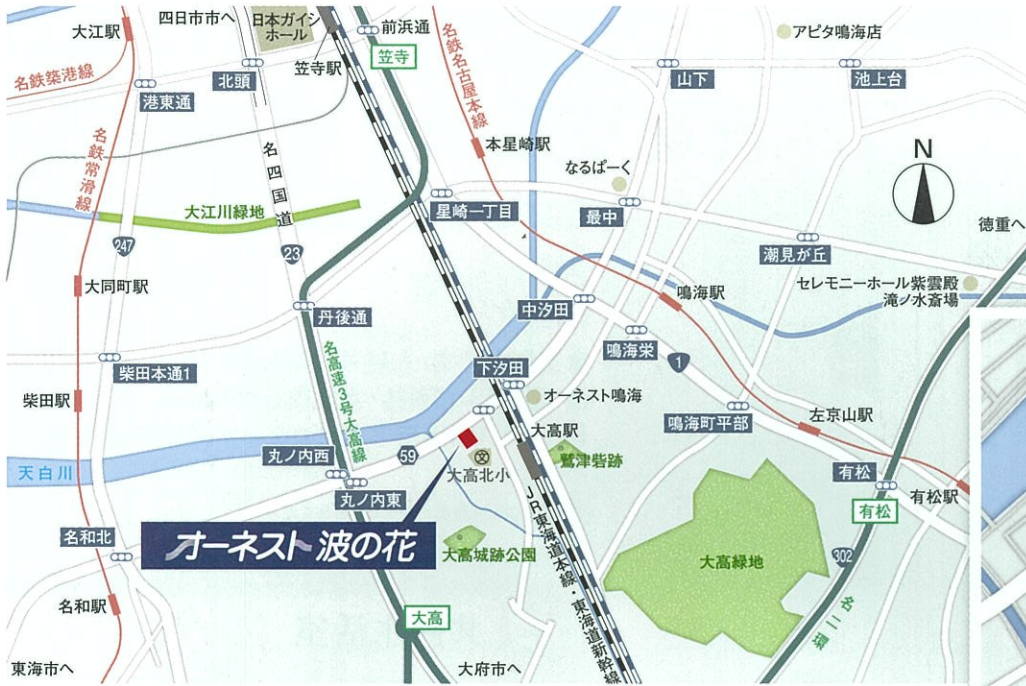 大江駅
四日市市へ
日本ガイシ
ホール
前浜通
アピタ鳴海店
笠寺
名鉄築港線
北頭
笠寺駅
名鉄名古屋本線
山下
池上台
港東通
名鉄常滑線
名四国道
本星崎駅
なるぱーく
N
大江川緑地
星崎一丁目
最中
徳重へ
247
23
潮見が丘
大同町駅
セレモニーホール紫雲殿
滝ノ水斎場
鳴海駅
丹後通
中汐田
鳴海栄
1
柴田本通1
名高速3号大高線
下汐田
柴田駅
オーネスト鳴海
鳴海町平部
左京山駅
大高駅
丸ノ内西
59
文
大高北小
鷲津砦跡
天白川
有松
丸ノ内東
有松駅
有松
JR東海道本線・東海道新幹線
名和北
オーネスト 波の花
大高城跡公園
大高緑地
302
名二環
名和駅
大高
東海市へ
大府市へ